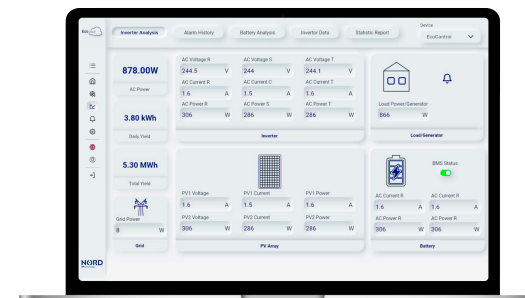 Device
Eco
Inverter Analysis
Alarm History
Battery Analysis
Invertor Data
Statistic Report
EcoControl
878.00W
AC Power
3.80 kWh
Daily Yield
5.30 MWh
Total Yield
Grid Power
8 W
Grid
AC Voltage R AC Voltage S AC Voltage T
244.5 V 244 V 244.1 V
AC Current R AC Current C AC Current T
1.6 A 1.5 A 1.6 A
AC Power R AC Power S AC Power T
306 W 286 W 286 W
Inverter
Load Power/Generator
866 W
Load/Generator
PV1 Voltage PV1 Current PV1 Power
1.6 A 1.5 A 1.6 A
PV2 Voltage PV2 Current PV2 Power
306 W 286 W 286 W
PV Array
BMS Status
AC Current R AC Current R
1.6 A 1.6 A
AC Power R AC Power R
306 W 306 W
Battery
NORD